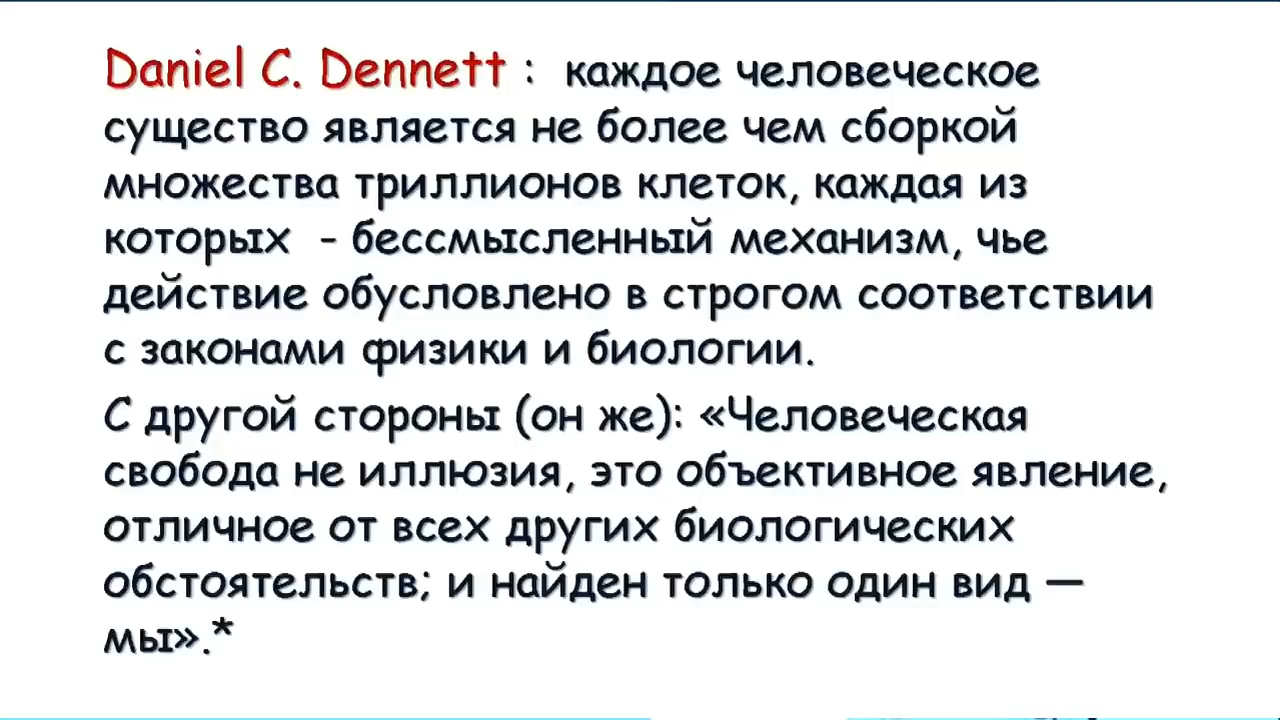 Daniel C. Dennett :  каждое человеческое
существо является не более чем сборкой
множества триллионов клеток, каждая из
которых  - бессмысленный механизм, чье
действие обусловлено в строгом соответствии
с законами физики и биологии.
С другой стороны (он же): «Человеческая
свобода не иллюзия, это объективное явление,
отличное от всех других биологических
обстоятельств; и найден только один вид —
мы».*